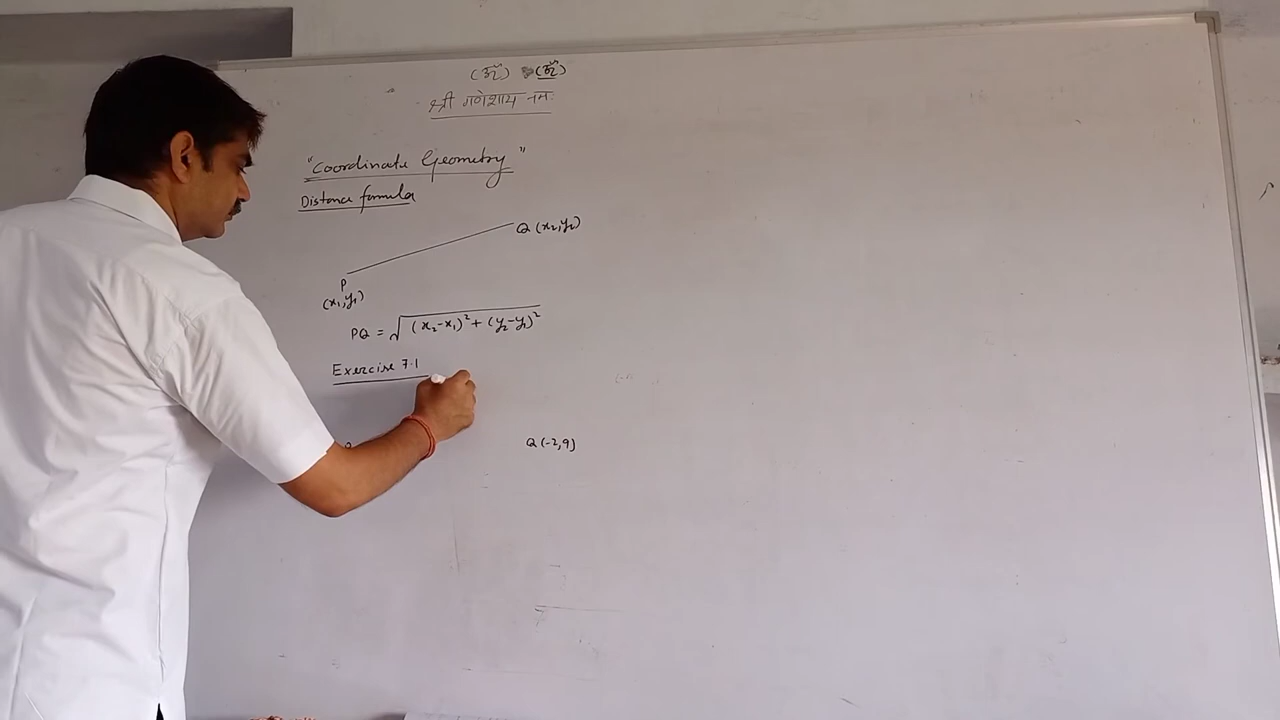 (ॐ) (ॐ)
श्री गणेशाय नमः
"Coordinate Geometry"
Distance formula
Q (x₂,y₂)
P
(x₁,y₁)
PQ = √((x₂-x₁)² + (y₂-y₁)²)
Exercise 7.1
Q (-2,9)